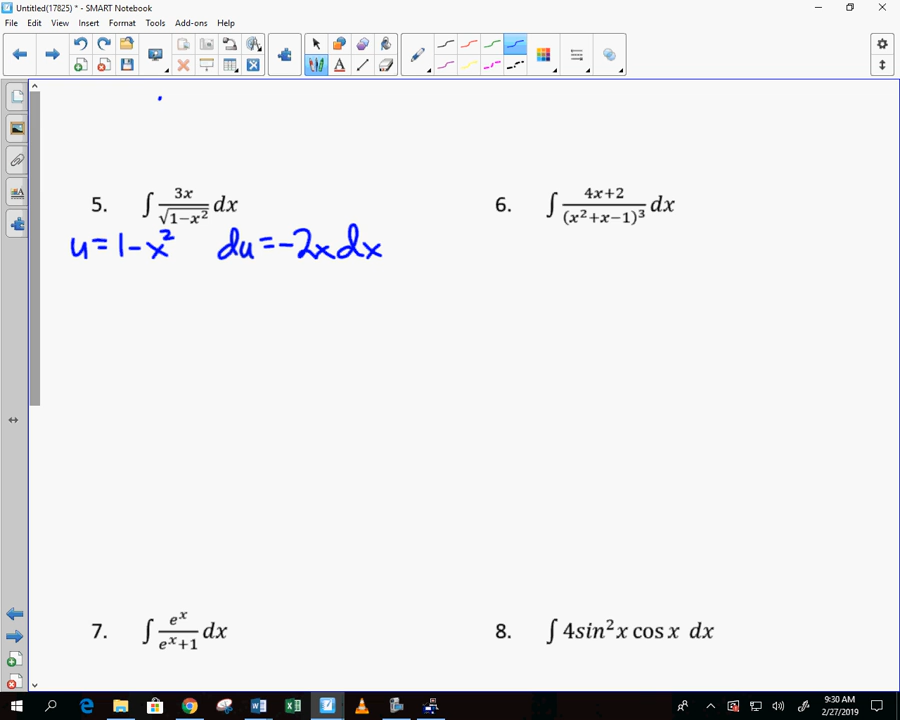 Untitled(17825) * - SMART Notebook
File Edit View Insert Format Tools Add-ons Help
5. ∫ 3x/√(1−x²) dx
6. ∫ (4x+2)/(x²+x−1)³ dx
u = 1 − x² du = −2x dx
7. ∫ eˣ/(eˣ+1) dx
8. ∫ 4sin²x cos x dx
9:30 AM
2/27/2019